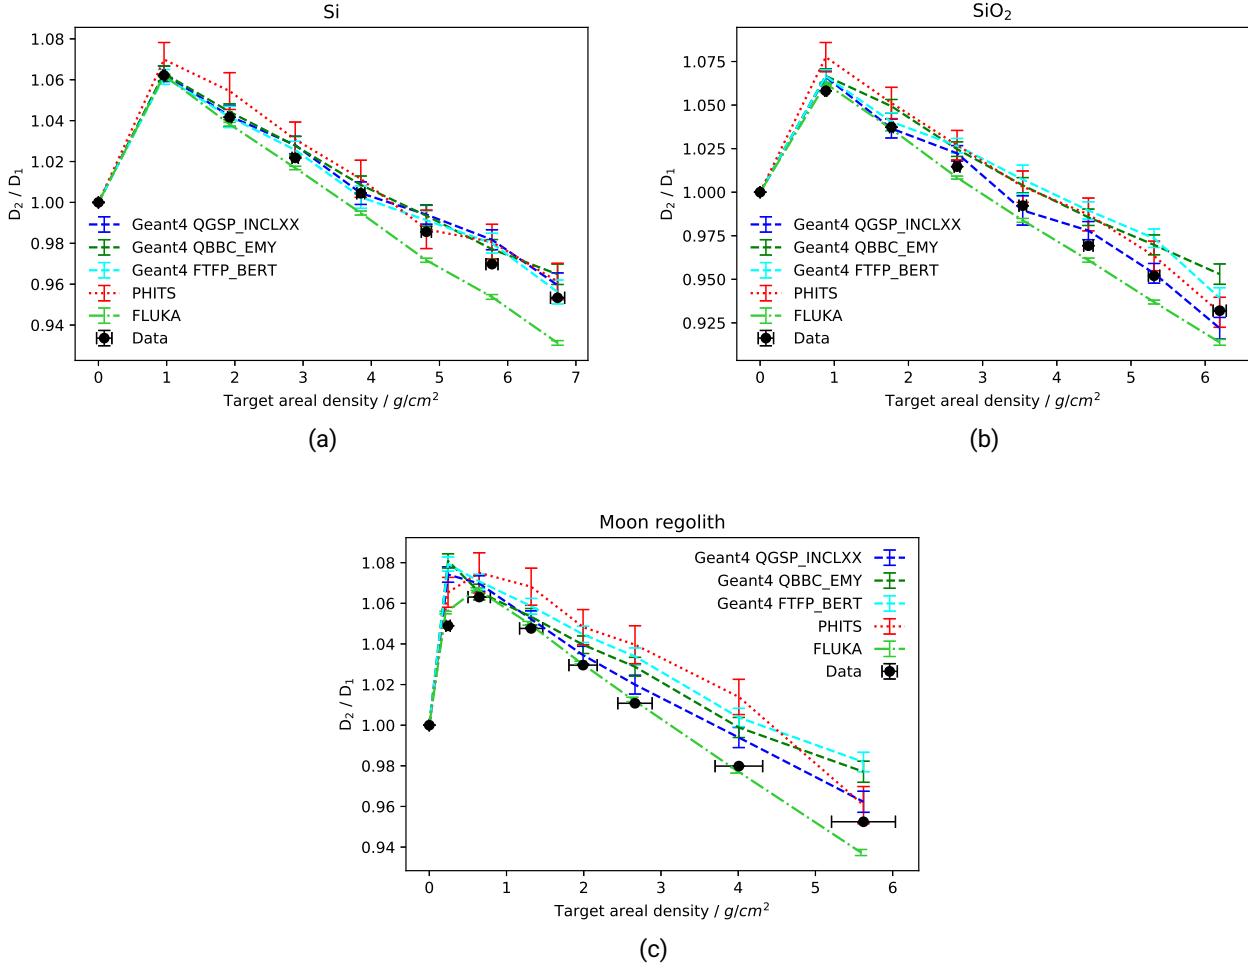 Si
1.08
1.06
1.04
1.02
1.00
0.98
0.96
0.94
D2 / D1
Geant4 QGSP_INCLXX
Geant4 QBBC_EMY
Geant4 FTFP_BERT
PHITS
FLUKA
Data
0 1 2 3 4 5 6 7
Target areal density / g/cm²
(a)
SiO₂
1.075
1.050
1.025
1.000
0.975
0.950
0.925
D₂ / D₁
Geant4 QGSP_INCLXX
Geant4 QBBC_EMY
Geant4 FTFP_BERT
PHITS
FLUKA
Data
0 1 2 3 4 5 6
Target areal density / g/cm²
(b)
Moon regolith
1.08
1.06
1.04
1.02
1.00
0.98
0.96
0.94
D₂ / D₁
Geant4 QGSP_INCLXX
Geant4 QBBC_EMY
Geant4 FTFP_BERT
PHITS
FLUKA
Data
0 1 2 3 4 5 6
Target areal density / g/cm²
(c)